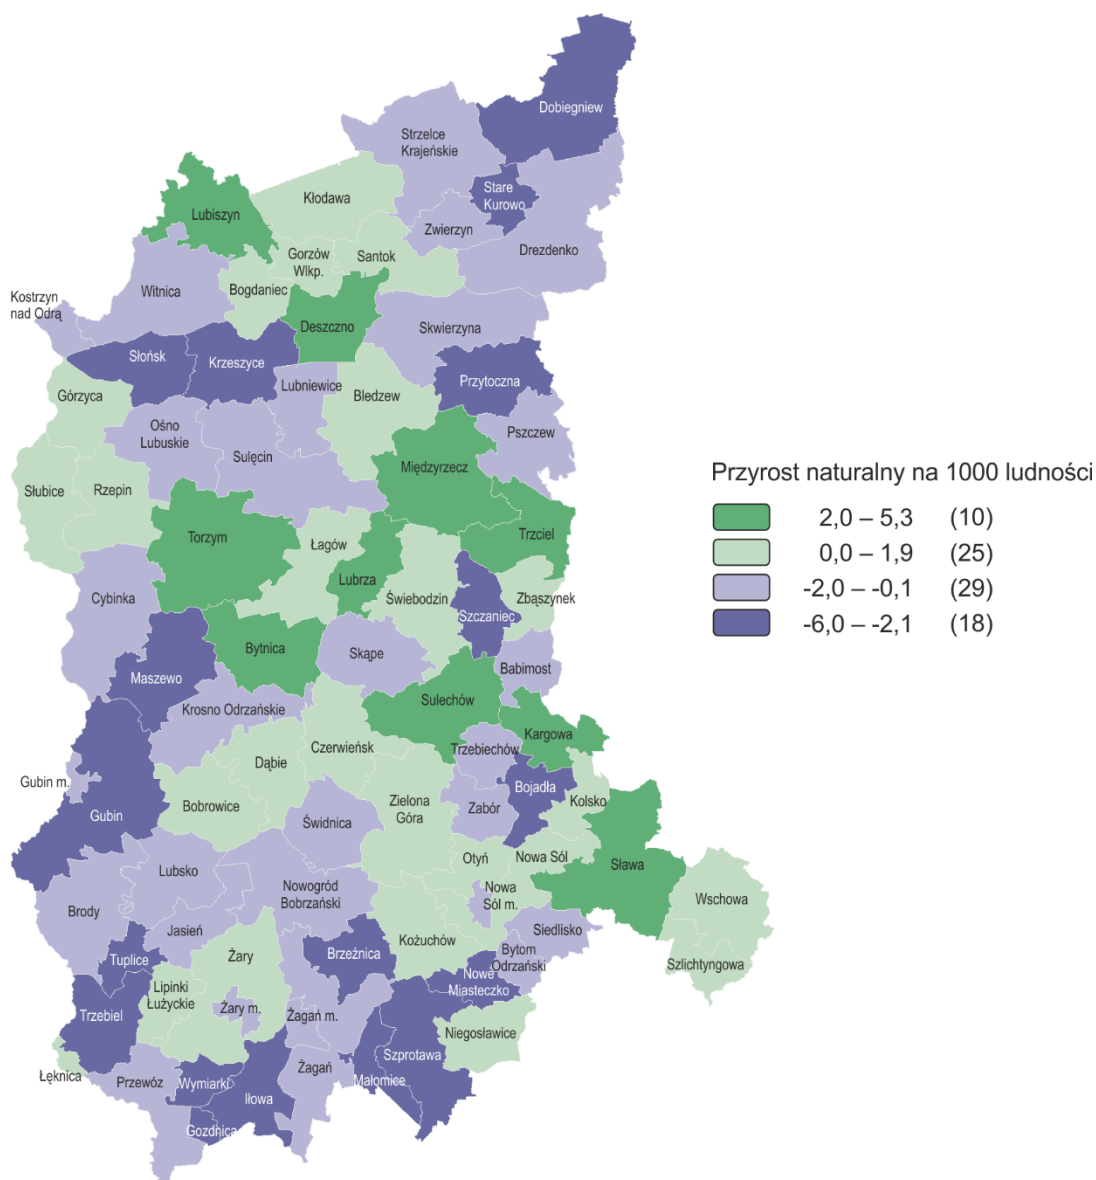 Dobiegniew
Strzelce
Krajeńskie
Stare
Kurowo
Kłodawa
Lubiszyn
Zwierzyn
Drezdenko
Gorzów
Wlkp.
Santok
Bogdaniec
Witnica
Kostrzyn
nad Odrą
Deszczno
Skwierzyna
Słońsk
Krzeszyce
Lubniewice
Przytoczna
Górzyca
Bledzew
Ośno
Lubuskie
Pszczew
Sulęcin
Międzyrzecz
Słubice
Rzepin
Torzym
Trzciel
Łagów
Lubrza
Świebodzin
Zbąszynek
Cybinka
Szczaniec
Bytnica
Skąpe
Babimost
Maszewo
Krosno Odrzańskie
Sulechów
Kargowa
Czerwieńsk
Trzebiechów
Dąbie
Gubin m.
Bojadła
Bobrowice
Zielona
Góra
Zabór
Kolsko
Gubin
Świdnica
Otyń
Nowa Sól
Sława
Lubsko
Nowogród
Bobrzański
Nowa
Sól m.
Wschowa
Brody
Jasień
Siedlisko
Kożuchów
Bytom
Odrzański
Tuplice
Żary
Brzeźnica
Szlichtyngowa
Nowe
Miasteczko
Lipinki
Łużyckie
Trzebiel
Żary m.
Żagań m.
Niegosławice
Szprotawa
Łęknica
Przewóz
Wymiarki
Iłowa
Żagań
Małomice
Gozdnica
Przyrost naturalny na 1000 ludności
2,0 – 5,3 (10)
0,0 – 1,9 (25)
-2,0 – -0,1 (29)
-6,0 – -2,1 (18)